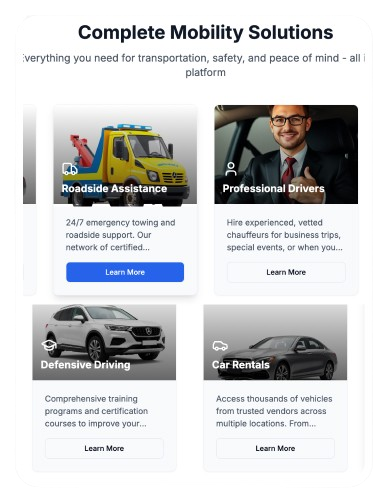 Complete Mobility Solutions
Everything you need for transportation, safety, and peace of mind - all i
platform
Roadside Assistance
24/7 emergency towing and
roadside support. Our
network of certified...
Learn More
Professional Drivers
Hire experienced, vetted
chauffeurs for business trips,
special events, or when you...
Learn More
Defensive Driving
Comprehensive training
programs and certification
courses to improve your...
Learn More
Car Rentals
Access thousands of vehicles
from trusted vendors across
multiple locations. From...
Learn More